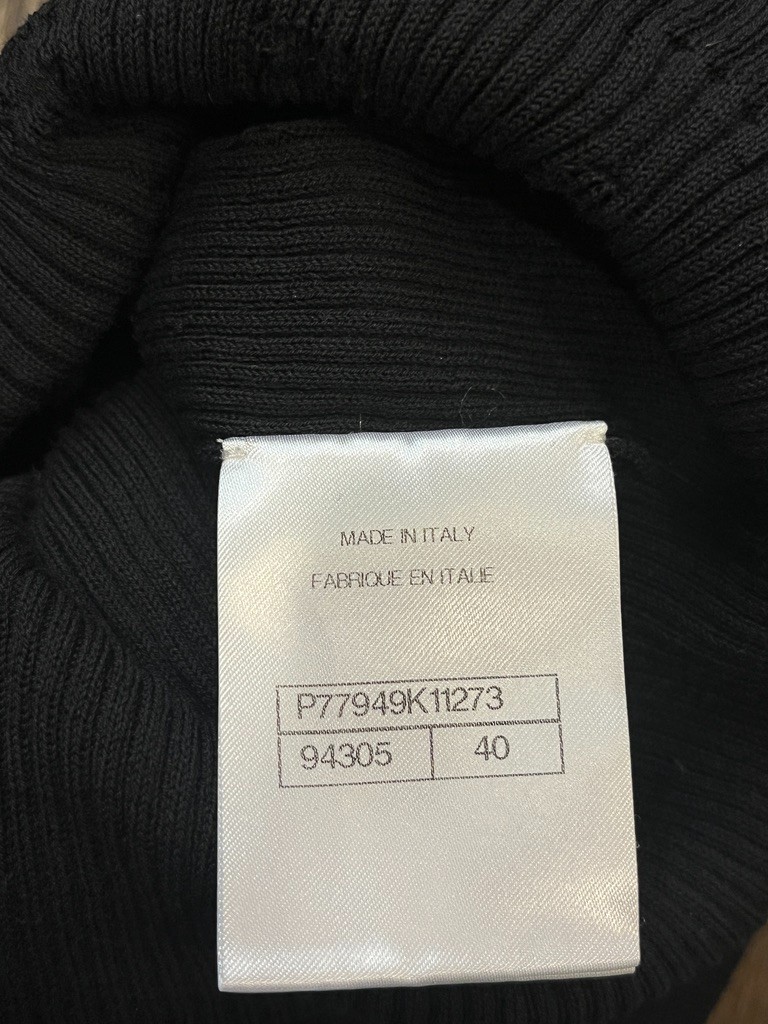 MADE IN ITALY
FABRIQUE EN ITALIE
P77949K11273
94305 40